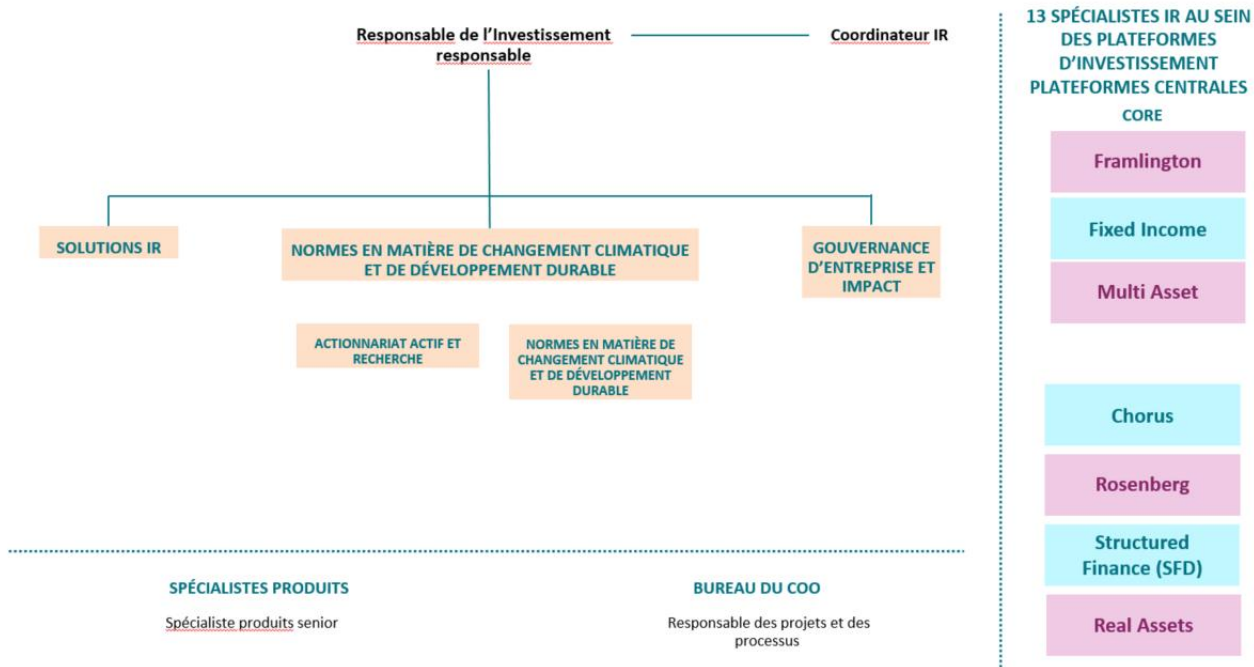 Responsable de l’Investissement
responsable
Coordinateur IR
SOLUTIONS IR
NORMES EN MATIÈRE DE CHANGEMENT CLIMATIQUE
ET DE DÉVELOPPEMENT DURABLE
GOUVERNANCE
D’ENTREPRISE ET
IMPACT
ACTIONNARIAT ACTIF ET
RECHERCHE
NORMES EN MATIÈRE DE
CHANGEMENT CLIMATIQUE
ET DE DÉVELOPPEMENT
DURABLE
SPÉCIALISTES PRODUITS
Spécialiste produits senior
BUREAU DU COO
Responsable des projets et des
processus
13 SPÉCIALISTES IR AU SEIN
DES PLATEFORMES
D’INVESTISSEMENT
PLATEFORMES CENTRALES
CORE
Framlington
Fixed Income
Multi Asset
Chorus
Rosenberg
Structured
Finance (SFD)
Real Assets